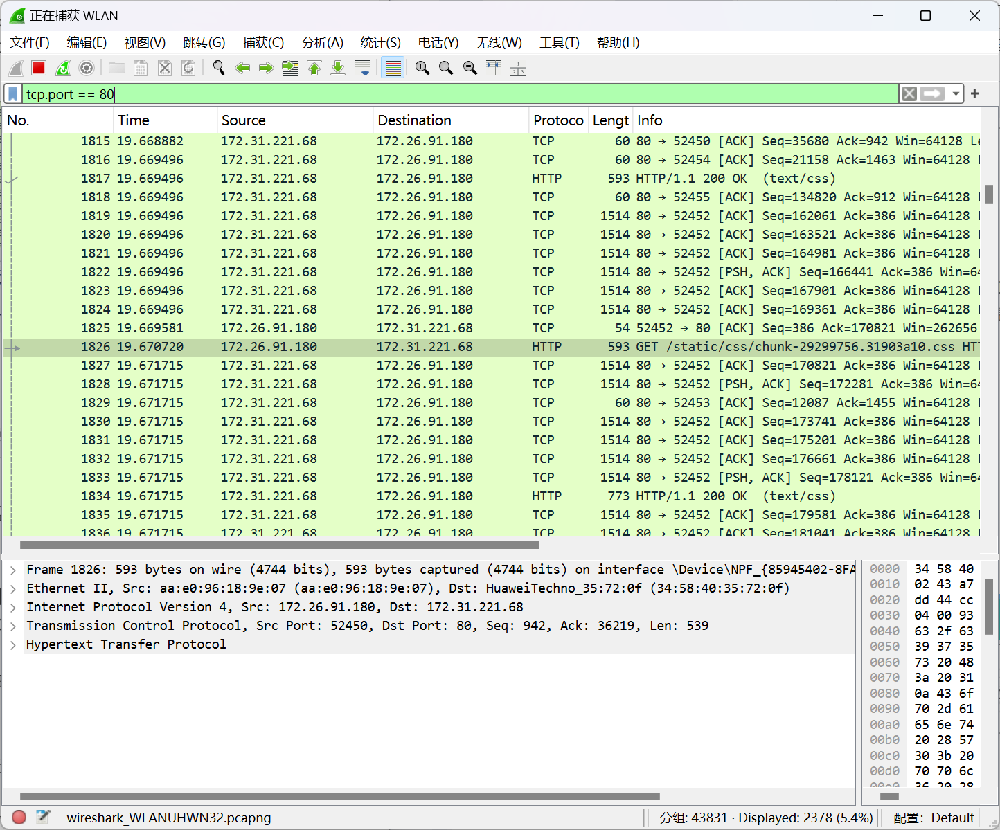 正在捕获 WLAN
文件(F) 编辑(E) 视图(V) 跳转(G) 捕获(C) 分析(A) 统计(S) 电话(Y) 无线(W) 工具(T) 帮助(H)
tcp.port == 80
No. Time Source Destination Protoco Lengt Info
1815 19.668882 172.31.221.68 172.26.91.180 TCP 60 80 → 52450 [ACK] Seq=35680 Ack=942 Win=64128 Le
1816 19.669496 172.31.221.68 172.26.91.180 TCP 60 80 → 52454 [ACK] Seq=21158 Ack=1463 Win=64128
1817 19.669496 172.31.221.68 172.26.91.180 HTTP 593 HTTP/1.1 200 OK (text/css)
1818 19.669496 172.31.221.68 172.26.91.180 TCP 60 80 → 52455 [ACK] Seq=134820 Ack=912 Win=64128
1819 19.669496 172.31.221.68 172.26.91.180 TCP 1514 80 → 52452 [ACK] Seq=162061 Ack=386 Win=64128
1820 19.669496 172.31.221.68 172.26.91.180 TCP 1514 80 → 52452 [ACK] Seq=163521 Ack=386 Win=64128
1821 19.669496 172.31.221.68 172.26.91.180 TCP 1514 80 → 52452 [ACK] Seq=164981 Ack=386 Win=64128
1822 19.669496 172.31.221.68 172.26.91.180 TCP 1514 80 → 52452 [PSH, ACK] Seq=166441 Ack=386 Win=64
1823 19.669496 172.31.221.68 172.26.91.180 TCP 1514 80 → 52452 [ACK] Seq=167901 Ack=386 Win=64128
1824 19.669496 172.31.221.68 172.26.91.180 TCP 1514 80 → 52452 [ACK] Seq=169361 Ack=386 Win=64128
1825 19.669581 172.26.91.180 172.31.221.68 TCP 54 52452 → 80 [ACK] Seq=386 Ack=170821 Win=262656
1826 19.670720 172.26.91.180 172.31.221.68 HTTP 593 GET /static/css/chunk-29299756.31903a10.css HTT
1827 19.671715 172.31.221.68 172.26.91.180 TCP 1514 80 → 52452 [ACK] Seq=170821 Ack=386 Win=64128
1828 19.671715 172.31.221.68 172.26.91.180 TCP 1514 80 → 52452 [PSH, ACK] Seq=172281 Ack=386 Win=64
1829 19.671715 172.31.221.68 172.26.91.180 TCP 60 80 → 52453 [ACK] Seq=12087 Ack=1455 Win=64128
1830 19.671715 172.31.221.68 172.26.91.180 TCP 1514 80 → 52452 [ACK] Seq=173741 Ack=386 Win=64128
1831 19.671715 172.31.221.68 172.26.91.180 TCP 1514 80 → 52452 [ACK] Seq=175201 Ack=386 Win=64128
1832 19.671715 172.31.221.68 172.26.91.180 TCP 1514 80 → 52452 [ACK] Seq=176661 Ack=386 Win=64128
1833 19.671715 172.31.221.68 172.26.91.180 TCP 1514 80 → 52452 [PSH, ACK] Seq=178121 Ack=386 Win=64
1834 19.671715 172.31.221.68 172.26.91.180 HTTP 773 HTTP/1.1 200 OK (text/css)
1835 19.671715 172.31.221.68 172.26.91.180 TCP 1514 80 → 52452 [ACK] Seq=179581 Ack=386 Win=64128
1836 19.671715 172.31.221.68 172.26.91.180 TCP 1514 80 → 52452 [ACK] Seq=181041 Ack=386 Win=64128
Frame 1826: 593 bytes on wire (4744 bits), 593 bytes captured (4744 bits) on interface \Device\NPF_{85945402-8FA
Ethernet II, Src: aa:e0:96:18:9e:07 (aa:e0:96:18:9e:07), Dst: HuaweiTechno_35:72:0f (34:58:40:35:72:0f)
Internet Protocol Version 4, Src: 172.26.91.180, Dst: 172.31.221.68
Transmission Control Protocol, Src Port: 52450, Dst Port: 80, Seq: 942, Ack: 36219, Len: 539
Hypertext Transfer Protocol
0000 34 58 40
0010 02 43 a7
0020 dd 44 cc
0030 04 00 93
0040 63 2f 63
0050 39 37 35
0060 73 20 48
0070 3a 20 31
0080 0a 43 6f
0090 70 2d 61
00a0 65 6e 74
00b0 20 28 57
00c0 30 3b 20
00d0 70 70 6c
00e0 36 20 28
wireshark_WLANUHWN32.pcapng
分组: 43831 · Displayed: 2378 (5.4%)
配置: Default